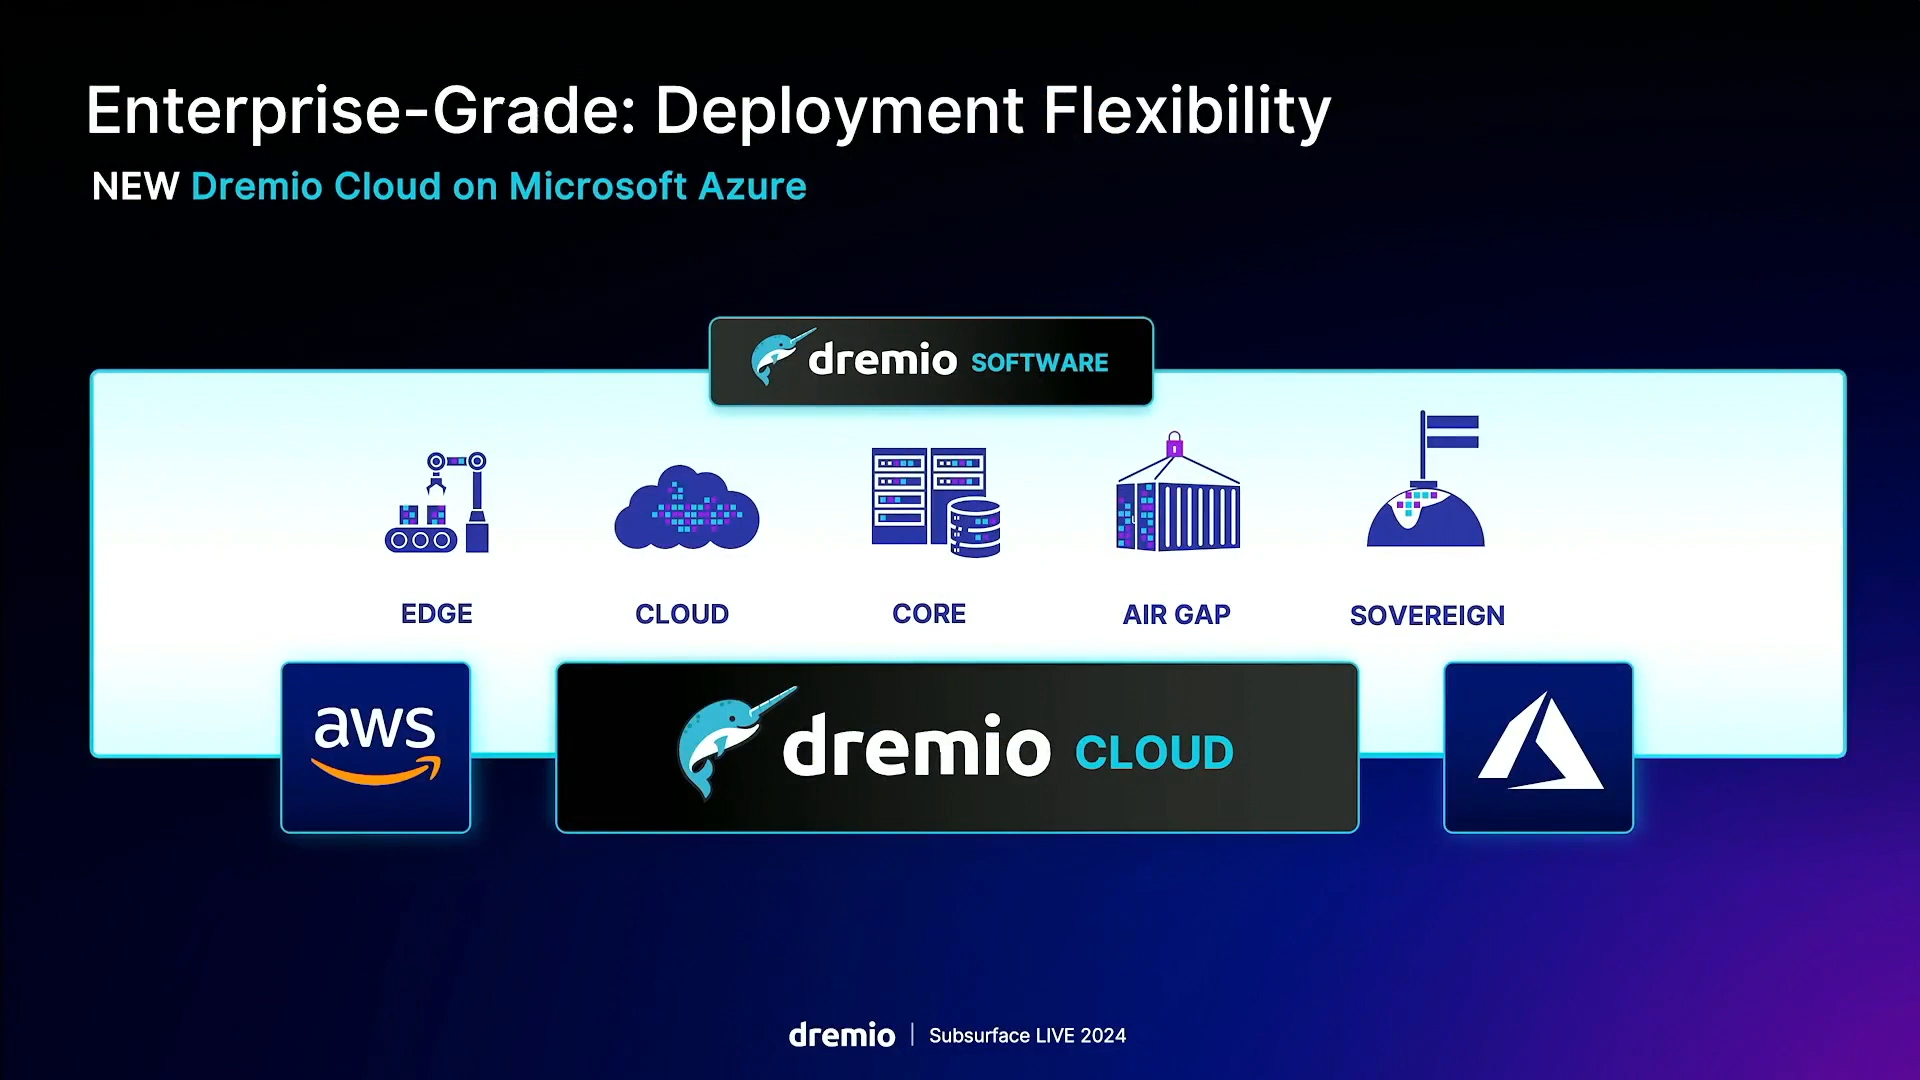 Enterprise-Grade: Deployment Flexibility
NEW Dremio Cloud on Microsoft Azure
dremio SOFTWARE
EDGE
CLOUD
CORE
AIR GAP
SOVEREIGN
aws
dremio CLOUD
dremio | Subsurface LIVE 2024